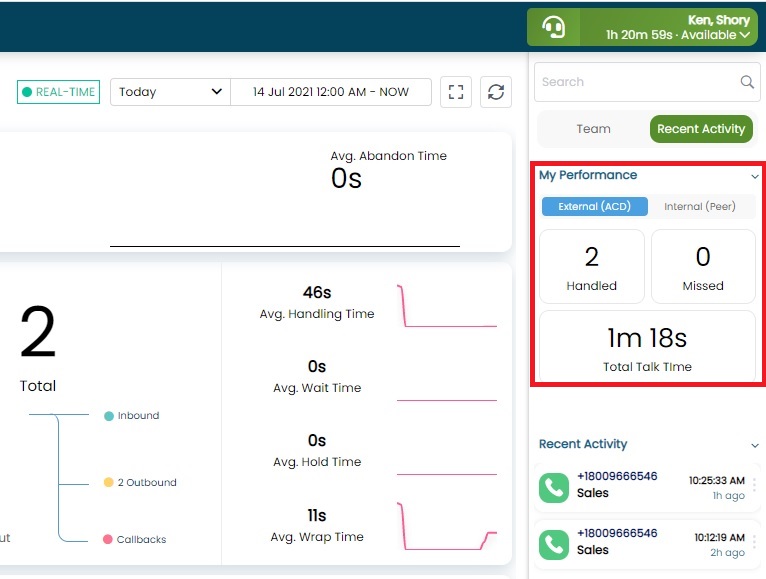 Ken, Shory
1h 20m 59s · Available
REAL-TIME
Today
14 Jul 2021 12:00 AM - NOW
Search
Team
Recent Activity
Avg. Abandon Time
0s
My Performance
External (ACD)
Internal (Peer)
2
Handled
0
Missed
1m 18s
Total Talk TIme
2
Total
Inbound
2 Outbound
Callbacks
ut
46s
Avg. Handling Time
0s
Avg. Wait Time
0s
Avg. Hold Time
11s
Avg. Wrap Time
Recent Activity
+18009666546
10:25:33 AM
Sales
1h ago
+18009666546
10:12:19 AM
Sales
2h ago